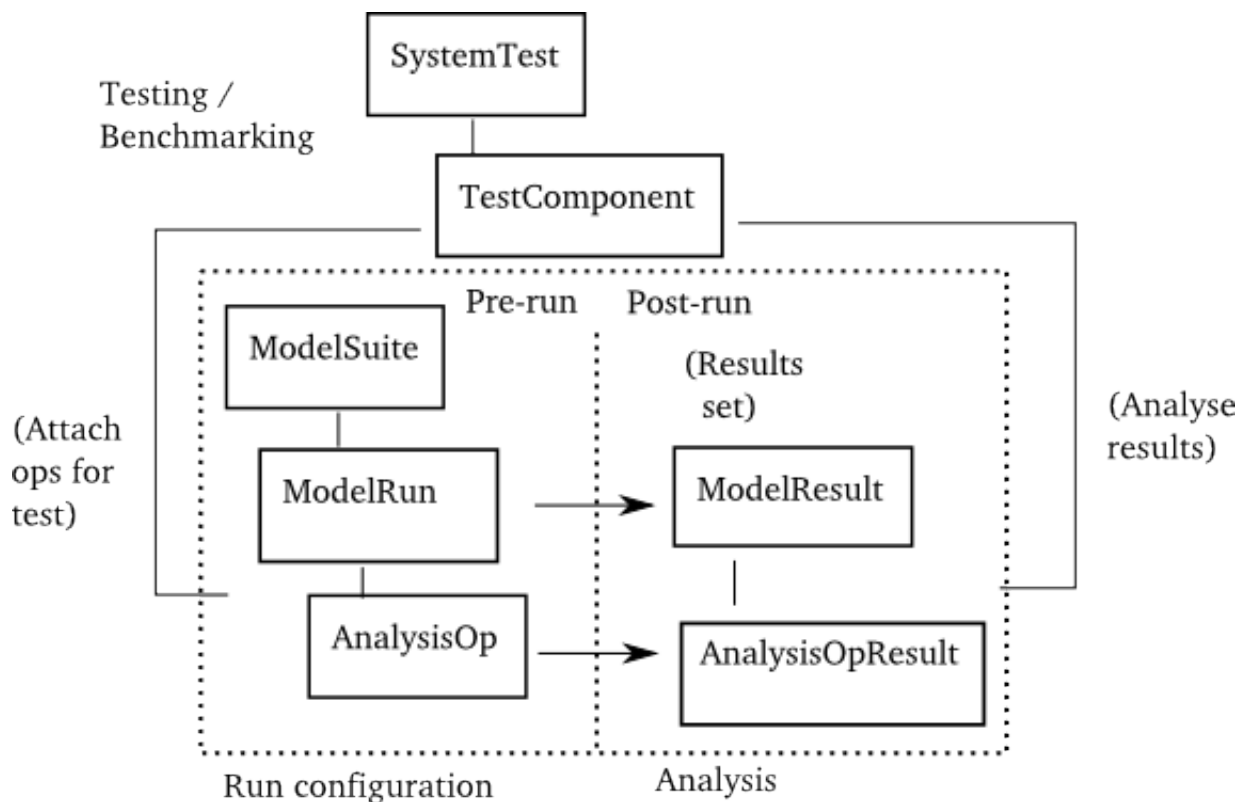 SystemTest
Testing /
Benchmarking
TestComponent
Pre-run
Post-run
ModelSuite
(Results
set)
(Attach
ops for
test)
(Analyse
results)
ModelRun
ModelResult
AnalysisOp
AnalysisOpResult
Run configuration
Analysis